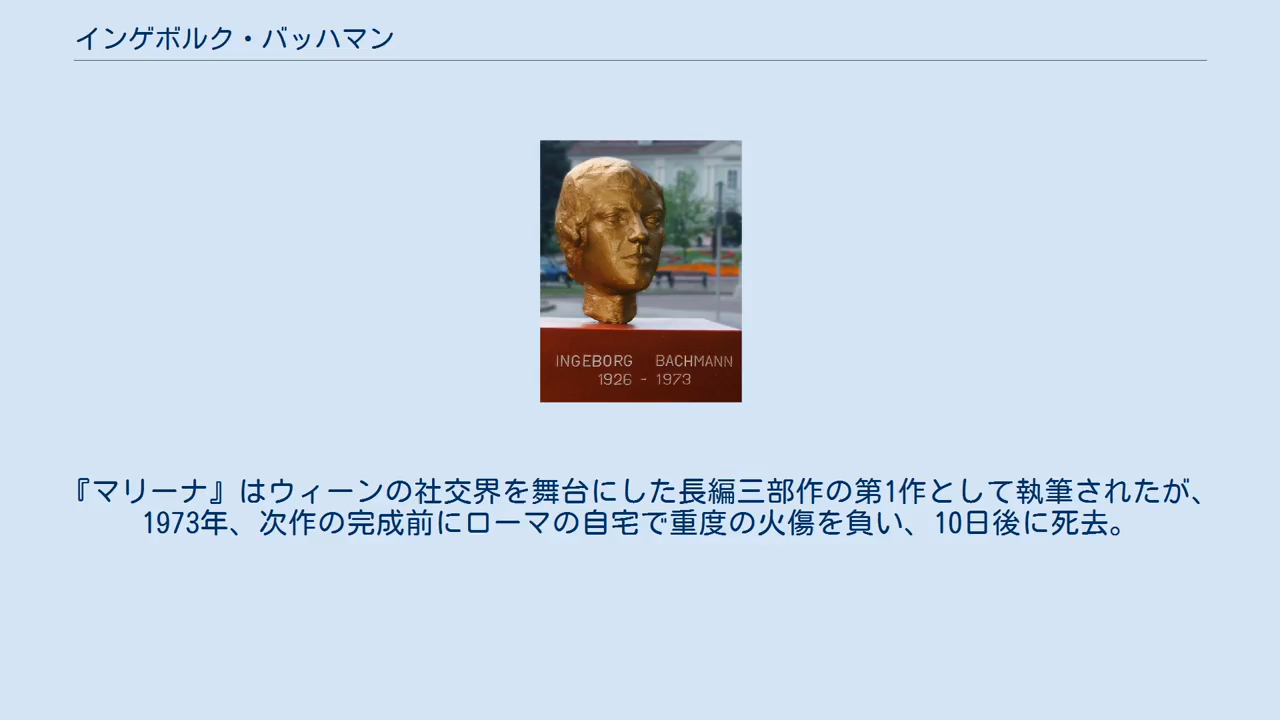 インゲボルク・バッハマン
INGEBORG BACHMANN
1926 - 1973
『マリーナ』はウィーンの社交界を舞台にした長編三部作の第1作として執筆されたが、
1973年、次作の完成前にローマの自宅で重度の火傷を負い、10日後に死去。